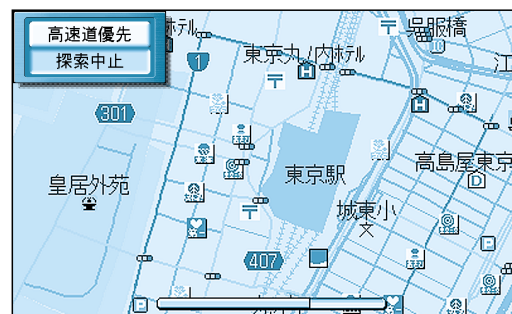 高速道優先
探索中止
ホテル
呉服橋
東京丸ノ内ホテル
江
1
301
高島屋東京
東京駅
皇居外苑
城東小
文
407